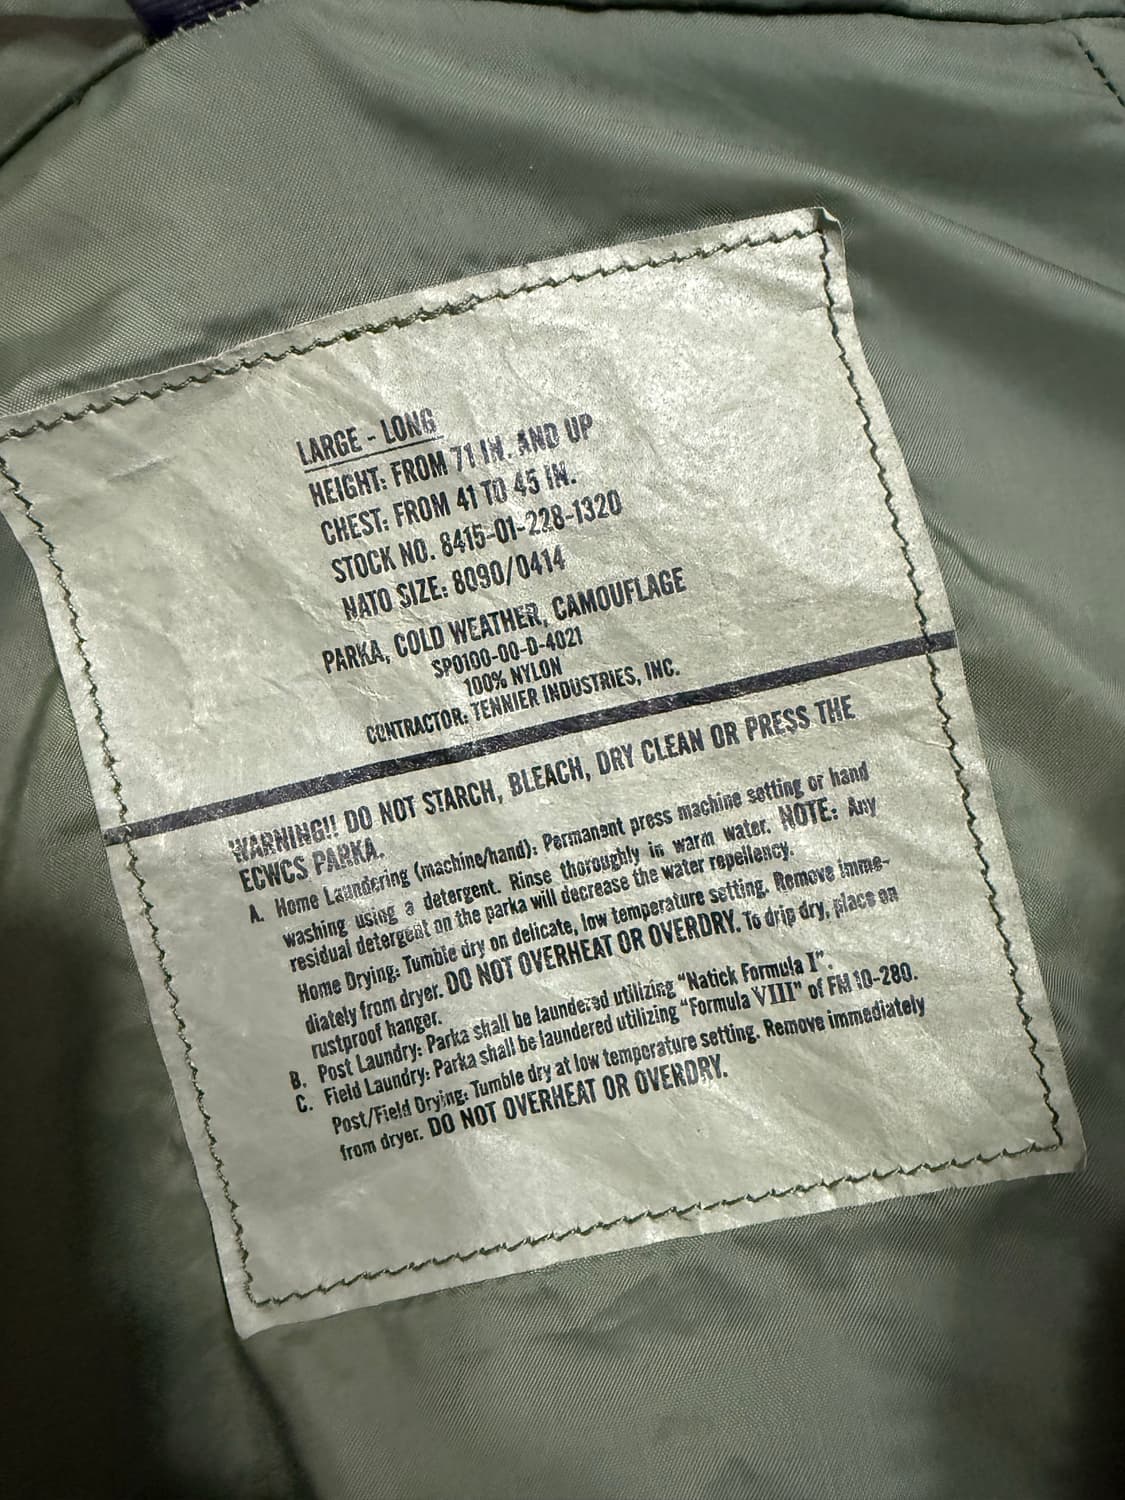 LARGE - LONG
HEIGHT: FROM 71 IN. AND UP
CHEST: FROM 41 TO 45 IN.
STOCK NO. 8415-01-228-1320
NATO SIZE: 8090/0414
PARKA, COLD WEATHER, CAMOUFLAGE
SP0100-00-D-4021
100% NYLON
CONTRACTOR: TENNIER INDUSTRIES, INC.
WARNING!! DO NOT STARCH, BLEACH, DRY CLEAN OR PRESS THE
ECWCS PARKA.
A. Home Laundering (machine/hand): Permanent press machine setting or hand
washing using a detergent. Rinse thoroughly in warm water. NOTE: Any
residual detergent on the parka will decrease the water repellency.
Home Drying: Tumble dry on delicate, low temperature setting. Remove imme-
diately from dryer. DO NOT OVERHEAT OR OVERDRY. To drip dry, place on
rustproof hanger.
B. Post Laundry: Parka shall be laundered utilizing "Natick Formula I".
C. Field Laundry: Parka shall be laundered utilizing "Formula VIII" of FM 10-280.
Post/Field Drying: Tumble dry at low temperature setting. Remove immediately
from dryer. DO NOT OVERHEAT OR OVERDRY.